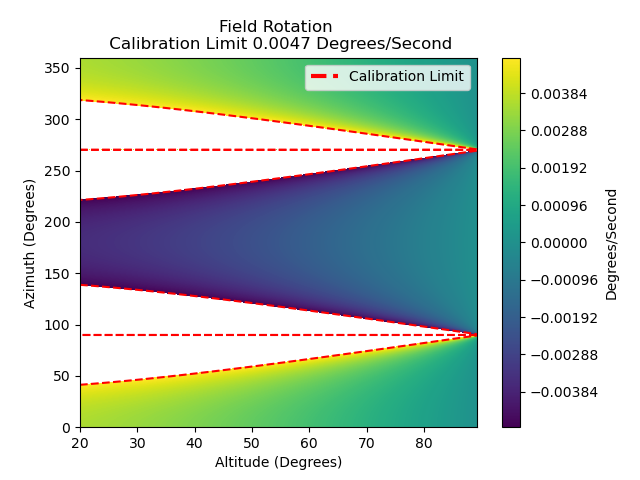 Field Rotation
Calibration Limit 0.0047 Degrees/Second
Calibration Limit
350
300
250
200
150
100
50
0
Azimuth (Degrees)
20 30 40 50 60 70 80
Altitude (Degrees)
0.00384
0.00288
0.00192
0.00096
0.00000
−0.00096
−0.00192
−0.00288
−0.00384
Degrees/Second